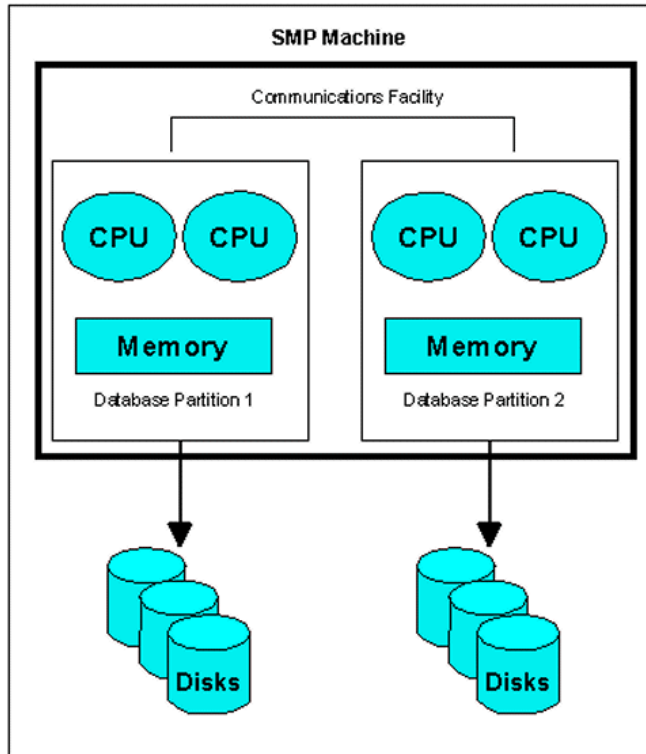 SMP Machine
Communications Facility
CPU CPU
Memory
Database Partition 1
CPU CPU
Memory
Database Partition 2
Disks
Disks